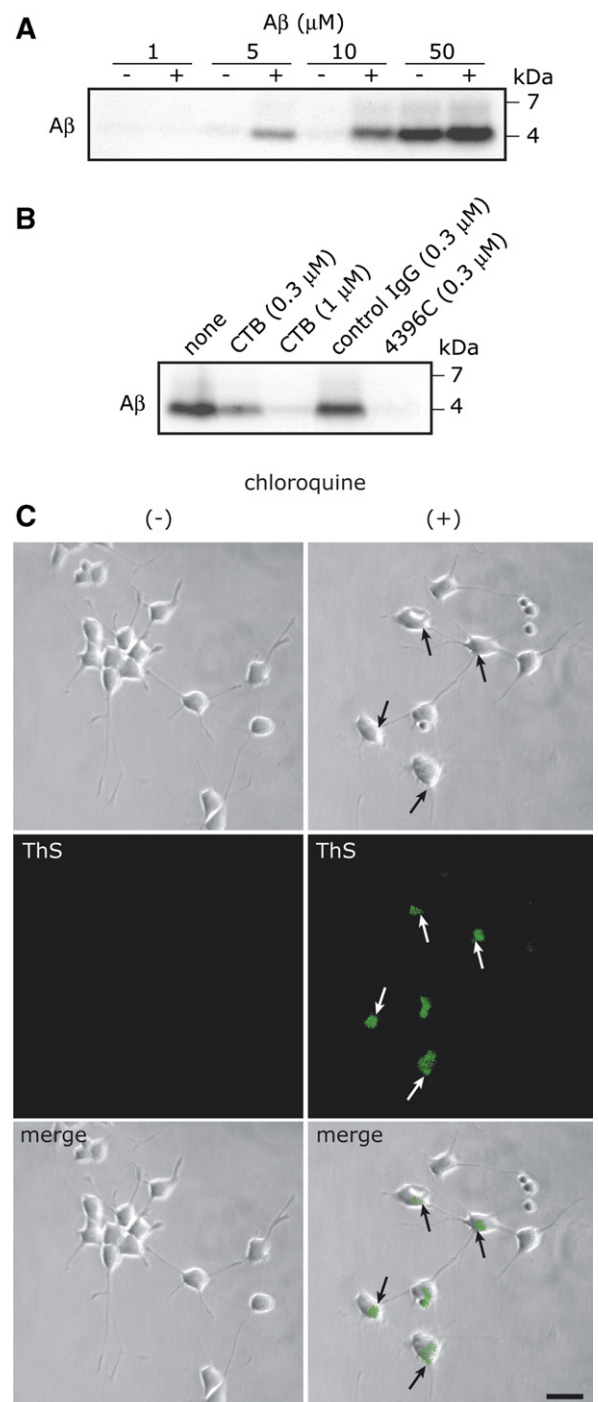 A
Aβ (μM)
1 5 10 50
- + - + - + - + kDa
7
Aβ
4
B
none CTB (0.3 μM) CTB (1 μM) control IgG (0.3 μM) 4396C (0.3 μM)
kDa
7
Aβ
4
chloroquine
C
(-) (+)
ThS ThS
merge merge